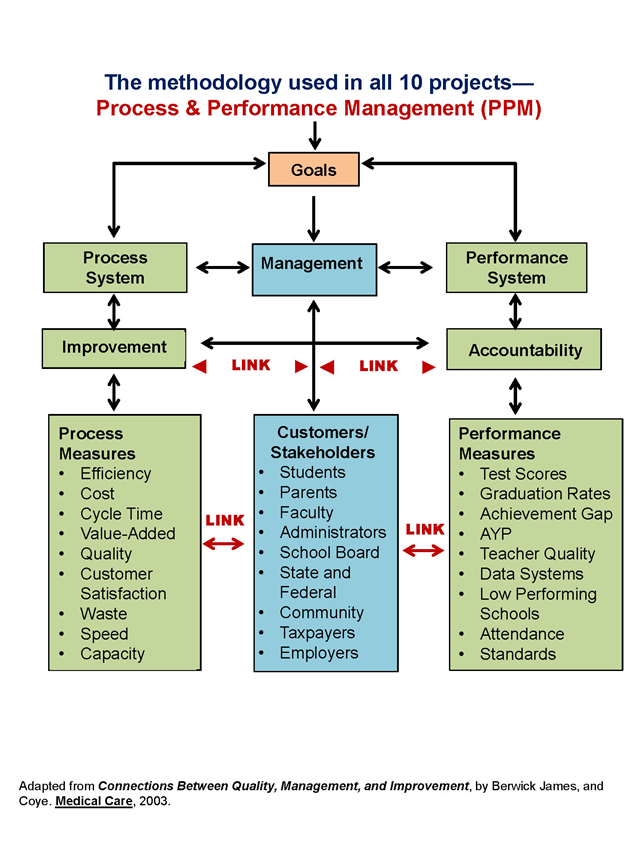 The methodology used in all 10 projects—
Process & Performance Management (PPM)
Goals
Process
System
Management
Performance
System
Improvement
Accountability
LINK
LINK
Process
Measures
• Efficiency
• Cost
• Cycle Time
• Value-Added
• Quality
• Customer
Satisfaction
• Waste
• Speed
• Capacity
LINK
Customers/
Stakeholders
• Students
• Parents
• Faculty
• Administrators
• School Board
• State and
Federal
• Community
• Taxpayers
• Employers
LINK
Performance
Measures
• Test Scores
• Graduation Rates
• Achievement Gap
• AYP
• Teacher Quality
• Data Systems
• Low Performing
Schools
• Attendance
• Standards
Adapted from Connections Between Quality, Management, and Improvement, by Berwick James, and
Coye. Medical Care, 2003.